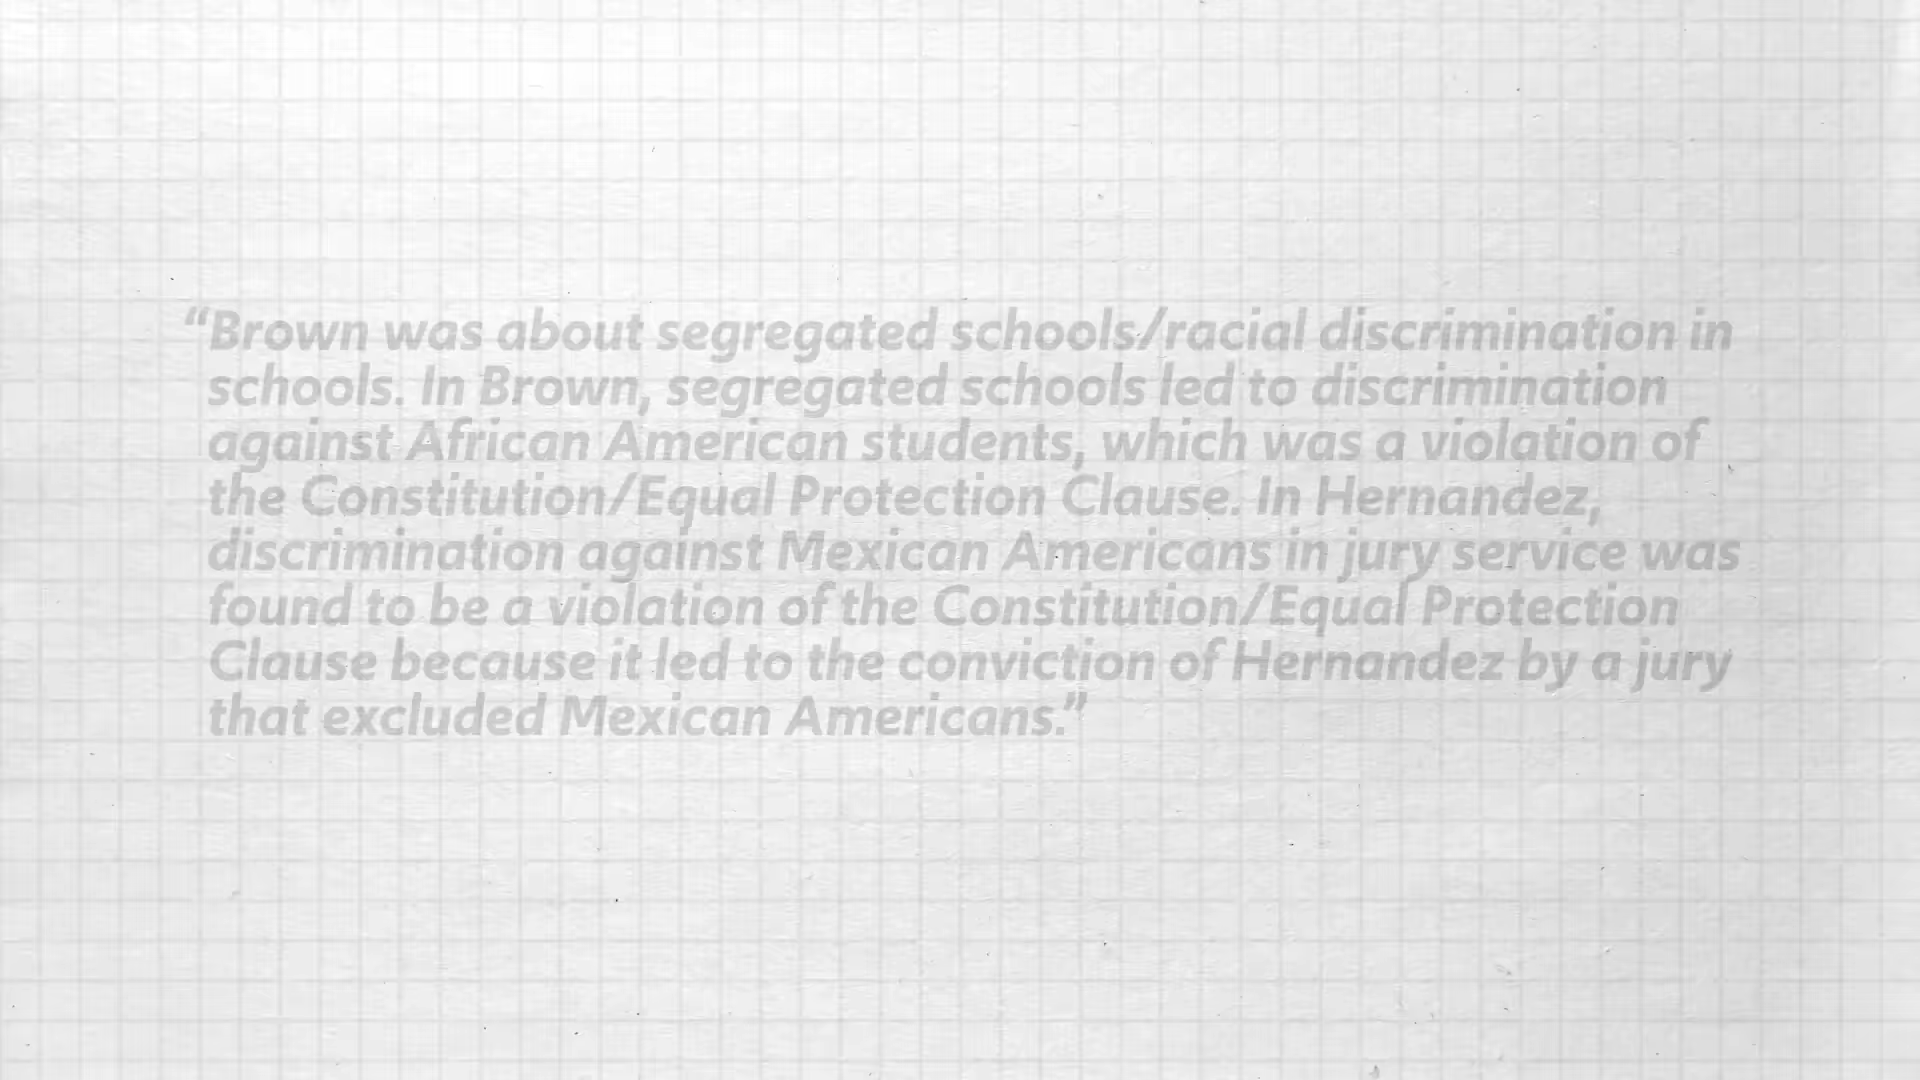 “Brown was about segregated schools/racial discrimination in
schools. In Brown, segregated schools led to discrimination
against African American students, which was a violation of
the Constitution/Equal Protection Clause. In Hernandez,
discrimination against Mexican Americans in jury service was
found to be a violation of the Constitution/Equal Protection
Clause because it led to the conviction of Hernandez by a jury
that excluded Mexican Americans.”